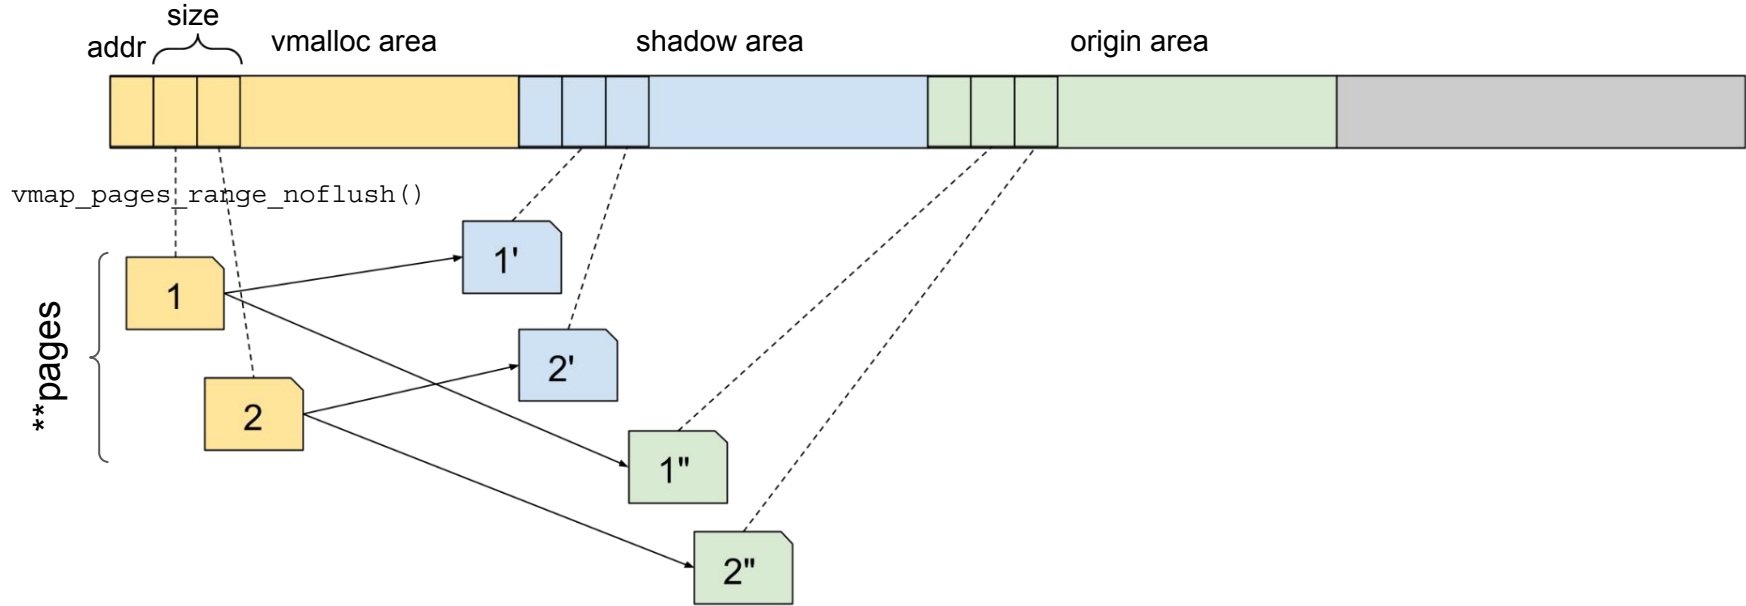 size
addr
vmalloc area
shadow area
origin area
vmap_pages_range_noflush()
**pages
1
1'
2'
2
1"
2"